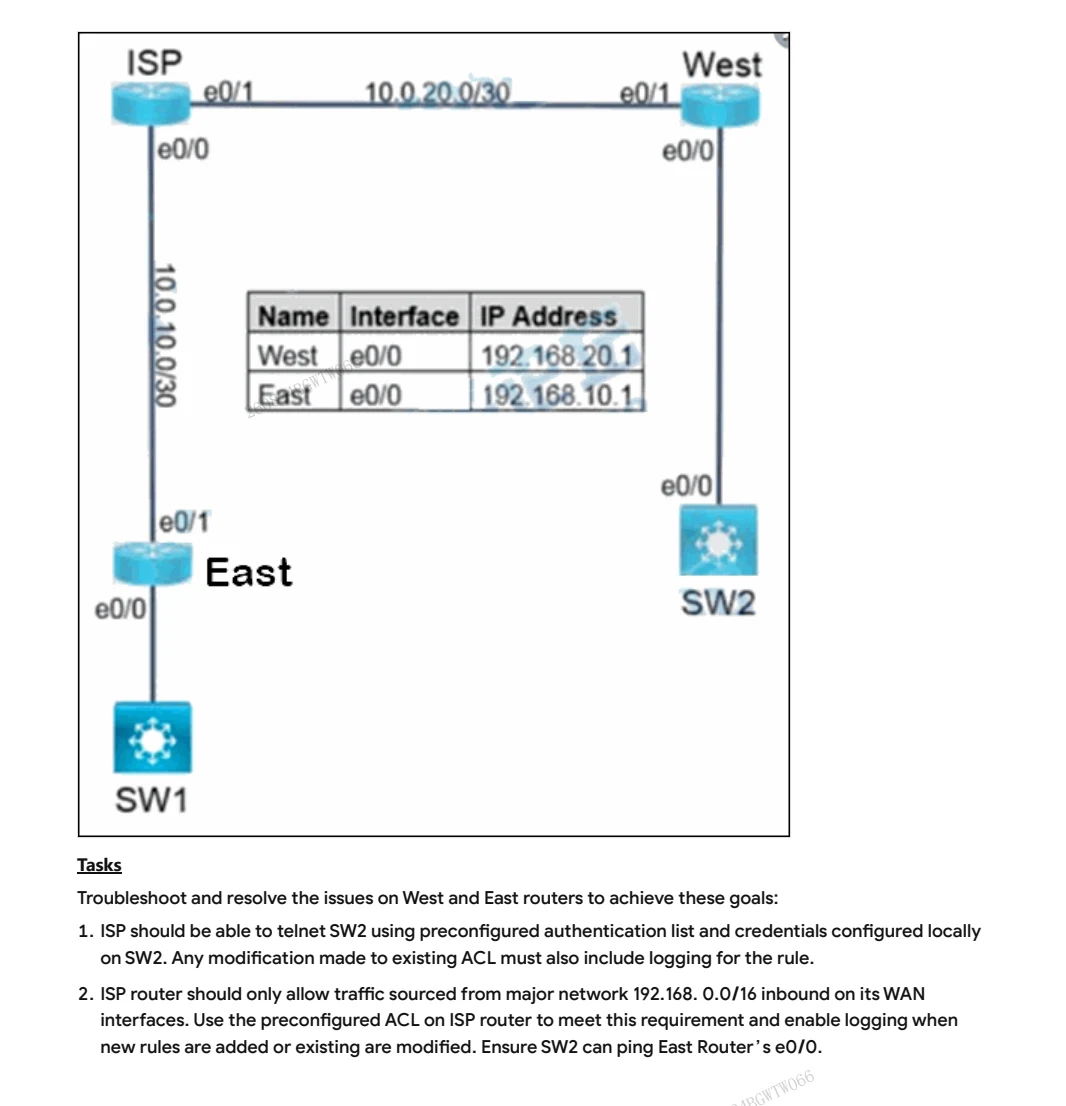 ISP
West
e0/1 10.0.20.0/30 e0/1
e0/0 e0/0
10.0.10.0/30
Name Interface IP Address
West e0/0 192.168.20.1
East e0/0 192.168.10.1
e0/0
e0/1
East
SW2
e0/0
SW1
Tasks
Troubleshoot and resolve the issues on West and East routers to achieve these goals:
1. ISP should be able to telnet SW2 using preconfigured authentication list and credentials configured locally
on SW2. Any modification made to existing ACL must also include logging for the rule.
2. ISP router should only allow traffic sourced from major network 192.168. 0.0/16 inbound on its WAN
interfaces. Use the preconfigured ACL on ISP router to meet this requirement and enable logging when
new rules are added or existing are modified. Ensure SW2 can ping East Router's e0/0.